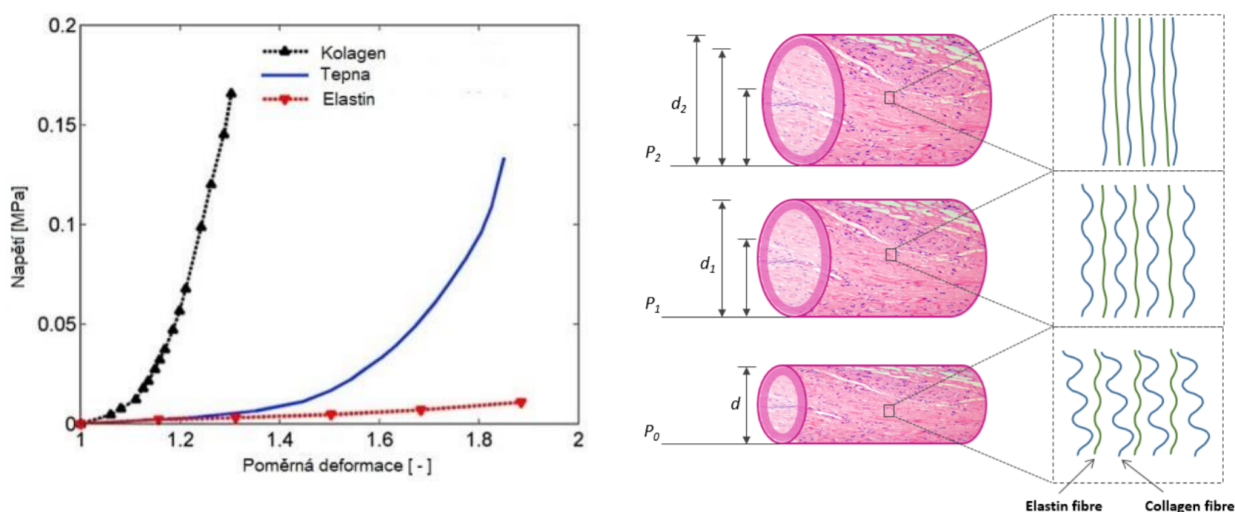 0.2
0.15
0.1
0.05
0
1
1.2
1.4
1.6
1.8
2
Napětí [MPa]
Poměrná deformace [ - ]
Kolagen
Tepna
Elastin
d2
P2
d1
P1
d
P0
Elastin fibre
Collagen fibre